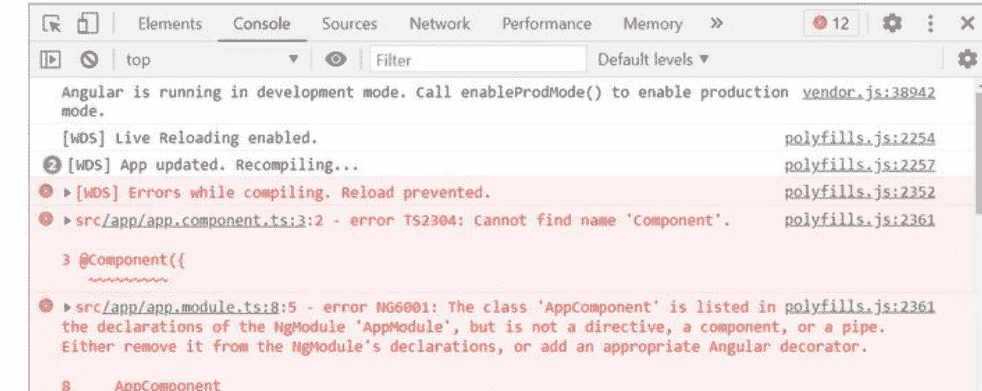 Elements Console Sources Network Performance Memory » 12
top Filter Default levels
Angular is running in development mode. Call enableProdMode() to enable production vendor.js:38942
mode.
[WDS] Live Reloading enabled. polyfills.js:2254
2 [WDS] App updated. Recompiling... polyfills.js:2257
[WDS] Errors while compiling. Reload prevented. polyfills.js:2352
src/app/app.component.ts:3:2 - error TS2304: Cannot find name 'Component'. polyfills.js:2361
3 @Component({
~~~~~~~~~
src/app/app.module.ts:8:5 - error NG6001: The class 'AppComponent' is listed in polyfills.js:2361
the declarations of the NgModule 'AppModule', but is not a directive, a component, or a pipe.
Either remove it from the NgModule's declarations, or add an appropriate Angular decorator.
8 AppComponent